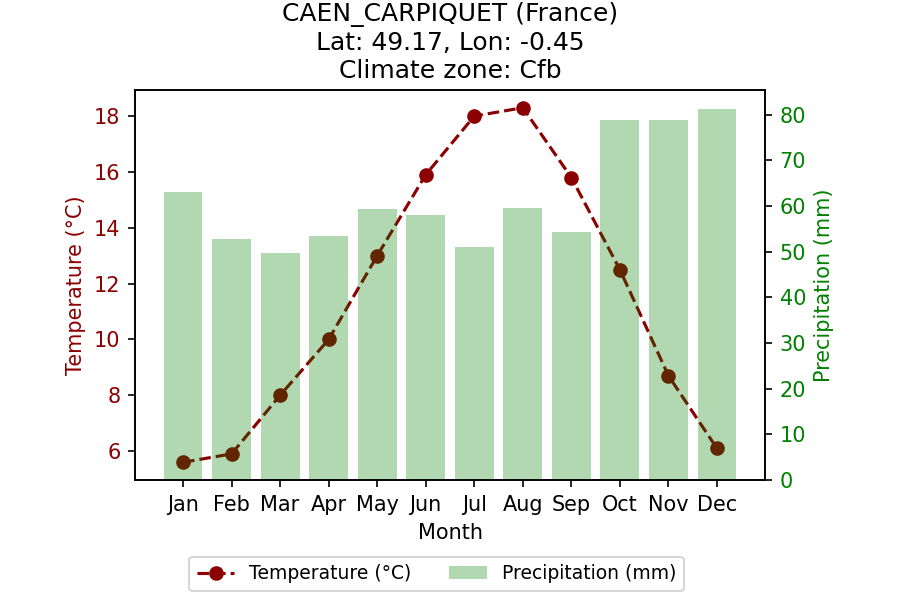 CAEN_CARPIQUET (France)
Lat: 49.17, Lon: -0.45
Climate zone: Cfb
18
16
14
12
10
8
6
Temperature (°C)
80
70
60
50
40
30
20
10
0
Precipitation (mm)
Jan Feb Mar Apr May Jun Jul Aug Sep Oct Nov Dec
Month
Temperature (°C) Precipitation (mm)